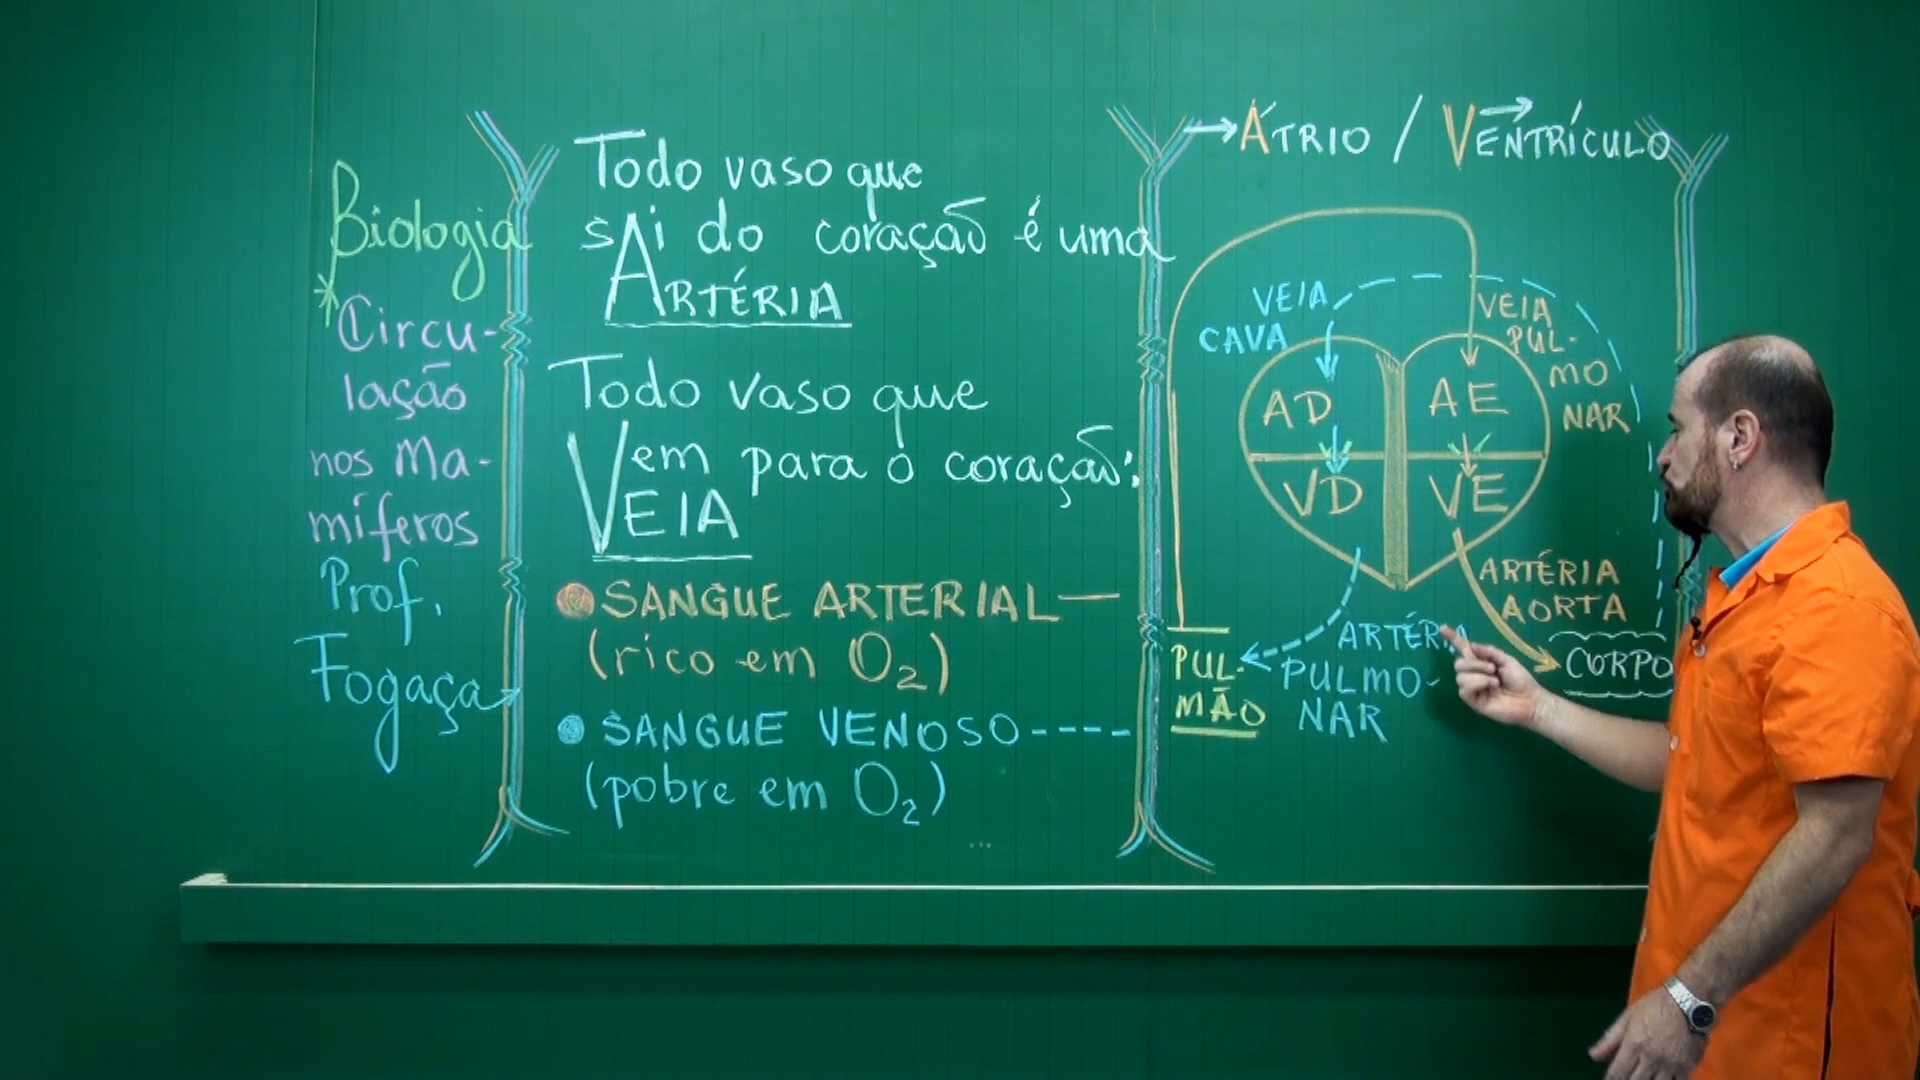 Biologia
* Circu-
lação
nos Ma-
míferos
Prof.
Fogaça
Todo vaso que
sAi do coração é uma
ARTÉRIA
Todo vaso que
Vem para o coração:
VEIA
SANGUE ARTERIAL —
(rico em O₂)
SANGUE VENOSO ----
(pobre em O₂)
→ ÁTRIO / VENTRÍCULO
VEIA
CAVA
VEIA
PUL-
MO
NAR
AD
AE
VD
VE
ARTÉRIA
AORTA
CORPO
ARTÉRIA
PULMO-
NAR
PUL-
MÃO